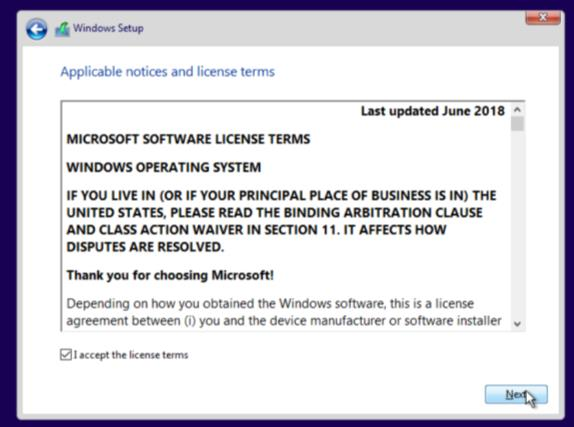 Windows Setup
Applicable notices and license terms
Last updated June 2018
MICROSOFT SOFTWARE LICENSE TERMS
WINDOWS OPERATING SYSTEM
IF YOU LIVE IN (OR IF YOUR PRINCIPAL PLACE OF BUSINESS IS IN) THE
UNITED STATES, PLEASE READ THE BINDING ARBITRATION CLAUSE
AND CLASS ACTION WAIVER IN SECTION 11. IT AFFECTS HOW
DISPUTES ARE RESOLVED.
Thank you for choosing Microsoft!
Depending on how you obtained the Windows software, this is a license
agreement between (i) you and the device manufacturer or software installer
I accept the license terms
Next